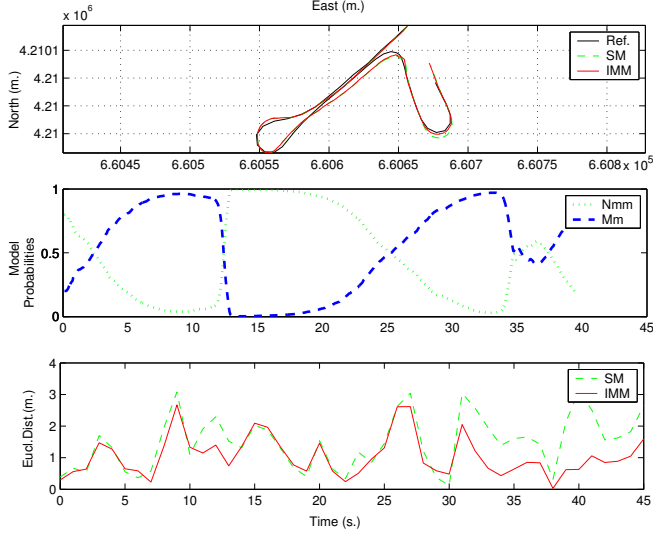 East (m.)
x 10^6
4.2101
4.21
4.21
4.21
North (m.)
Ref.
SM
IMM
6.6045 6.605 6.6055 6.606 6.6065 6.607 6.6075 6.608 x 10^5
1
0.5
0
Model
Probabilities
Nmm
Mm
0 5 10 15 20 25 30 35 40 45
4
3
2
1
0
Eucl.Dist.(m.)
SM
IMM
0 5 10 15 20 25 30 35 40 45
Time (s.)